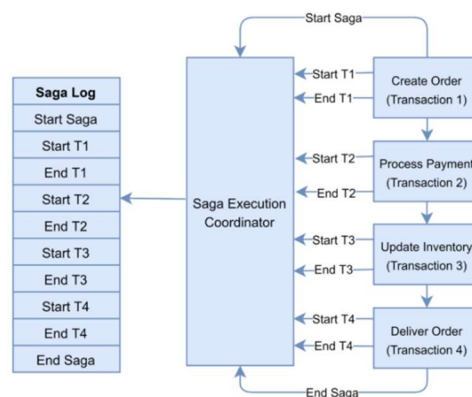 Saga Log
Start Saga
Start T1
End T1
Start T2
End T2
Start T3
End T3
Start T4
End T4
End Saga
Saga Execution
Coordinator
Start Saga
Start T1
End T1
Start T2
End T2
Start T3
End T3
Start T4
End T4
End Saga
Create Order
(Transaction 1)
Process Payment
(Transaction 2)
Update Inventory
(Transaction 3)
Deliver Order
(Transaction 4)